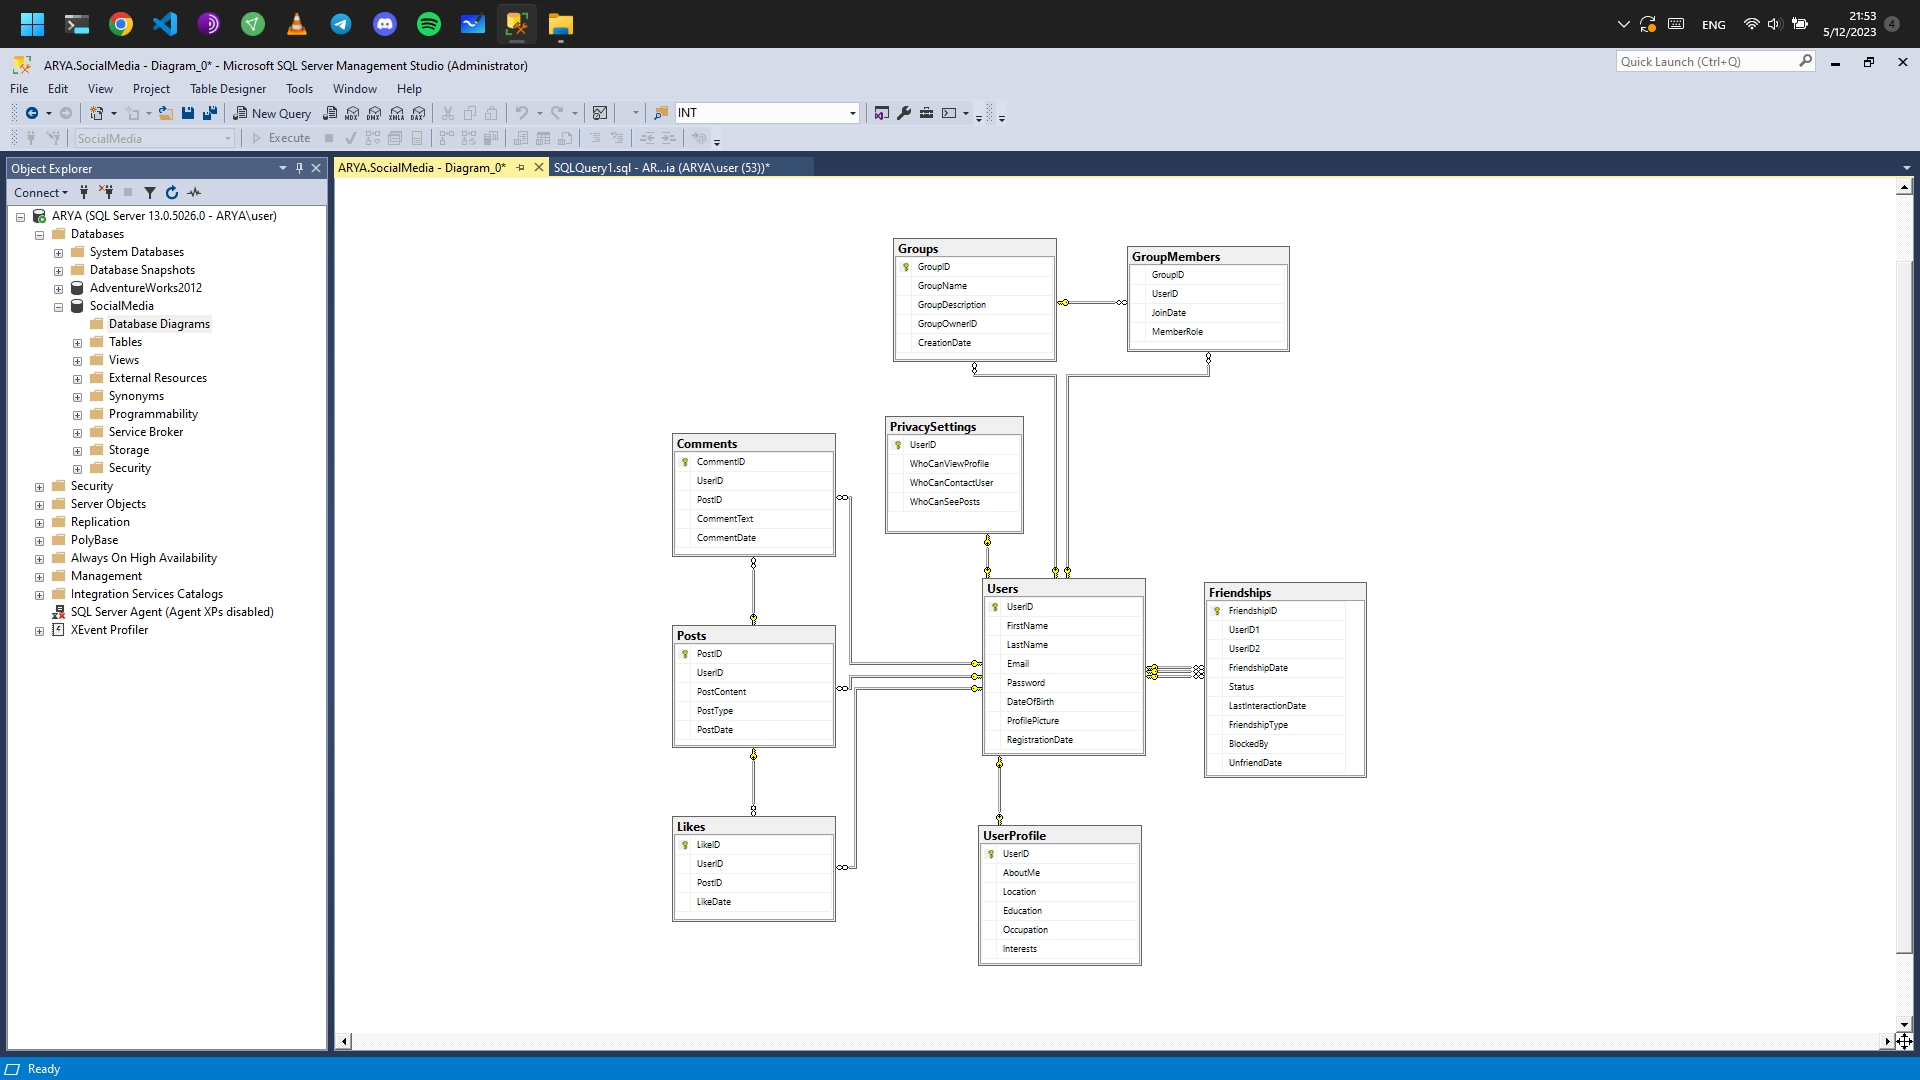 ENG
21:53
5/12/2023
4
ARYA.SocialMedia - Diagram_0* - Microsoft SQL Server Management Studio (Administrator)
Quick Launch (Ctrl+Q)
File Edit View Project Table Designer Tools Window Help
New Query
MDX
DMX
XMLA
DAX
INT
SocialMedia
Execute
Object Explorer
ARYA.SocialMedia - Diagram_0*
SQLQuery1.sql - AR...ia (ARYA\user (53))*
Connect
ARYA (SQL Server 13.0.5026.0 - ARYA\user)
Databases
System Databases
Database Snapshots
AdventureWorks2012
SocialMedia
Database Diagrams
Tables
Views
External Resources
Synonyms
Programmability
Service Broker
Storage
Security
Security
Server Objects
Replication
PolyBase
Always On High Availability
Management
Integration Services Catalogs
SQL Server Agent (Agent XPs disabled)
XEvent Profiler
Groups
GroupID
GroupName
GroupDescription
GroupOwnerID
CreationDate
GroupMembers
GroupID
UserID
JoinDate
MemberRole
PrivacySettings
UserID
WhoCanViewProfile
WhoCanContactUser
WhoCanSeePosts
Comments
CommentID
UserID
PostID
CommentText
CommentDate
Posts
PostID
UserID
PostContent
PostType
PostDate
Users
UserID
FirstName
LastName
Email
Password
DateOfBirth
ProfilePicture
RegistrationDate
Friendships
FriendshipID
UserID1
UserID2
FriendshipDate
Status
LastInteractionDate
FriendshipType
BlockedBy
UnfriendDate
Likes
LikeID
UserID
PostID
LikeDate
UserProfile
UserID
AboutMe
Location
Education
Occupation
Interests
Ready